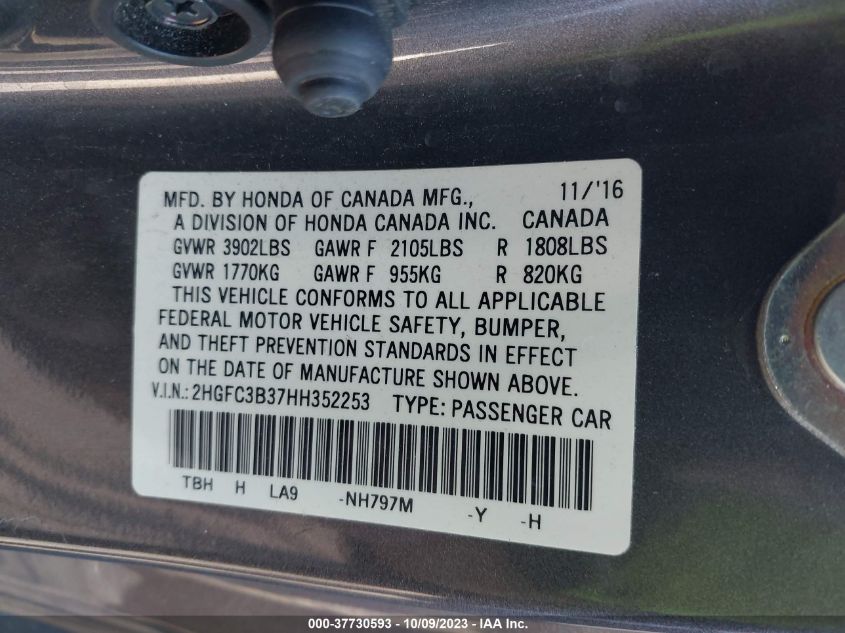 MFD. BY HONDA OF CANADA MFG., 11/'16
A DIVISION OF HONDA CANADA INC. CANADA
GVWR 3902LBS GAWR F 2105LBS R 1808LBS
GVWR 1770KG GAWR F 955KG R 820KG
THIS VEHICLE CONFORMS TO ALL APPLICABLE
FEDERAL MOTOR VEHICLE SAFETY, BUMPER,
AND THEFT PREVENTION STANDARDS IN EFFECT
ON THE DATE OF MANUFACTURE SHOWN ABOVE.
V.I.N.: 2HGFC3B37HH352253 TYPE: PASSENGER CAR
TBH H LA9 -NH797M -Y -H
000-37730593 - 10/09/2023 - IAA Inc.